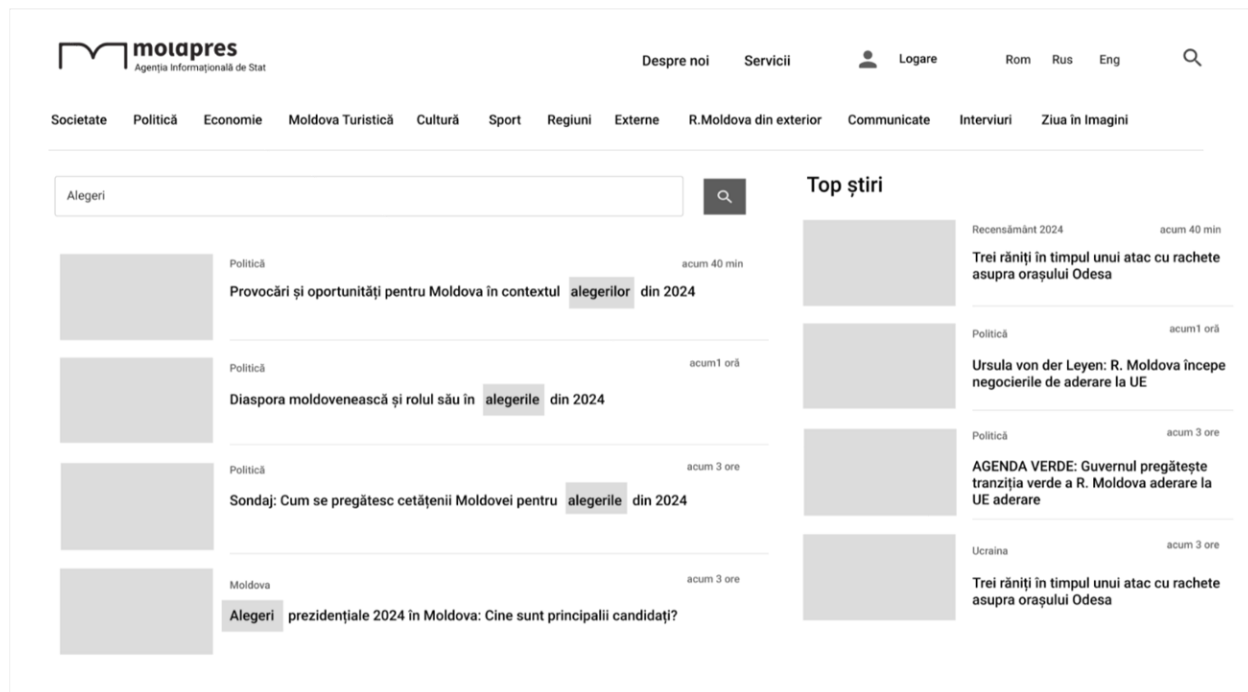 moldpres
Agenția Informațională de Stat
Despre noi Servicii Logare Rom Rus Eng
Societate Politică Economie Moldova Turistică Cultură Sport Regiuni Externe R.Moldova din exterior Communicate Interviuri Ziua în Imagini
Alegeri
Politică acum 40 min
Provocări și oportunități pentru Moldova în contextul alegerilor din 2024
Politică acum1 oră
Diaspora moldovenească și rolul său în alegerile din 2024
Politică acum 3 ore
Sondaj: Cum se pregătesc cetățenii Moldovei pentru alegerile din 2024
Moldova acum 3 ore
Alegeri prezidențiale 2024 în Moldova: Cine sunt principalii candidați?
Top știri
Recensământ 2024 acum 40 min
Trei răniți în timpul unui atac cu rachete
asupra orașului Odesa
Politică acum1 oră
Ursula von der Leyen: R. Moldova începe
negocierile de aderare la UE
Politică acum 3 ore
AGENDA VERDE: Guvernul pregătește
tranziția verde a R. Moldova aderare la
UE aderare
Ucraina acum 3 ore
Trei răniți în timpul unui atac cu rachete
asupra orașului Odesa